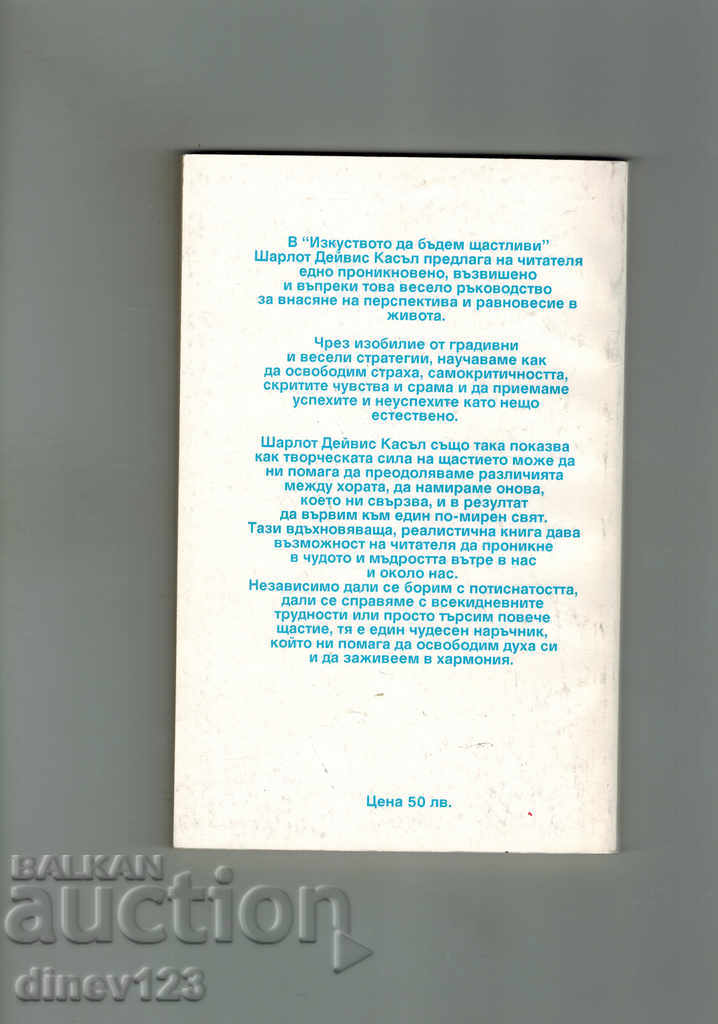 В "Изкуството да бъдем щастливи"
Шарлот Дейвис Касъл предлага на читателя
едно проникновено, възвишено
и въпреки това весело ръководство
за внасяне на перспектива и равновесие в
живота.
Чрез изобилие от градивни
и весели стратегии, научаваме как
да освободим страха, самокритичността,
скритите чувства и срама и да приемаме
успехите и неуспехите като нещо
естествено.
Шарлот Дейвис Касъл също така показва
как творческата сила на щастието може да
ни помага да преодоляваме различията
между хората, да намираме онова,
което ни свързва, и в резултат
да вървим към един по-мирен свят.
Тази вдъхновяваща, реалистична книга дава
възможност на читателя да проникне
в чудото и мъдростта вътре в нас
и около нас.
Независимо дали се борим с потиснатостта,
дали се справяме с всекидневните
трудности или просто търсим повече
щастие, тя е един чудесен наръчник,
който ни помага да освободим духа си
и да заживеем в хармония.
Цена 50 лв.
BALKAN
auction
dinev123